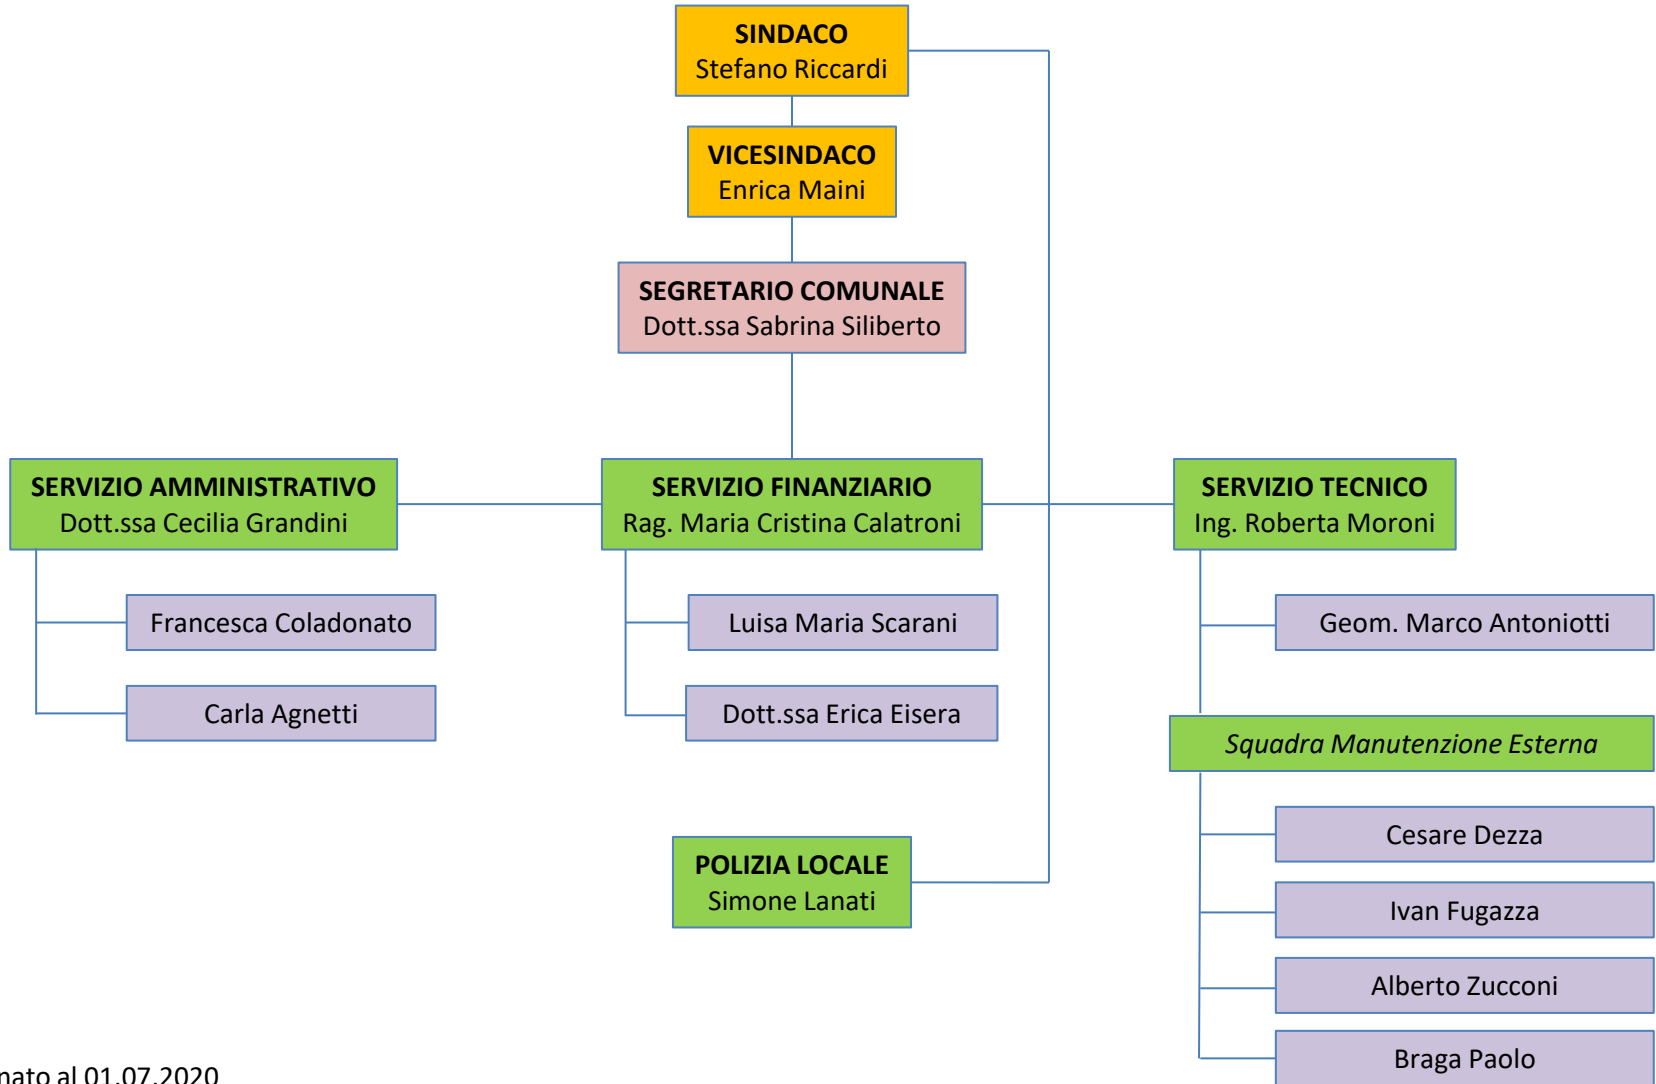 SINDACO
Stefano Riccardi
VICESINDACO
Enrica Maini
SEGRETARIO COMUNALE
Dott.ssa Sabrina Siliberto
SERVIZIO AMMINISTRATIVO
Dott.ssa Cecilia Grandini
Francesca Coladonato
Carla Agnetti
SERVIZIO FINANZIARIO
Rag. Maria Cristina Calatroni
Luisa Maria Scarani
Dott.ssa Erica Eisera
SERVIZIO TECNICO
Ing. Roberta Moroni
Geom. Marco Antoniotti
Squadra Manutenzione Esterna
Cesare Dezza
Ivan Fugazza
Alberto Zucconi
Braga Paolo
POLIZIA LOCALE
Simone Lanati
al 01.07.2020